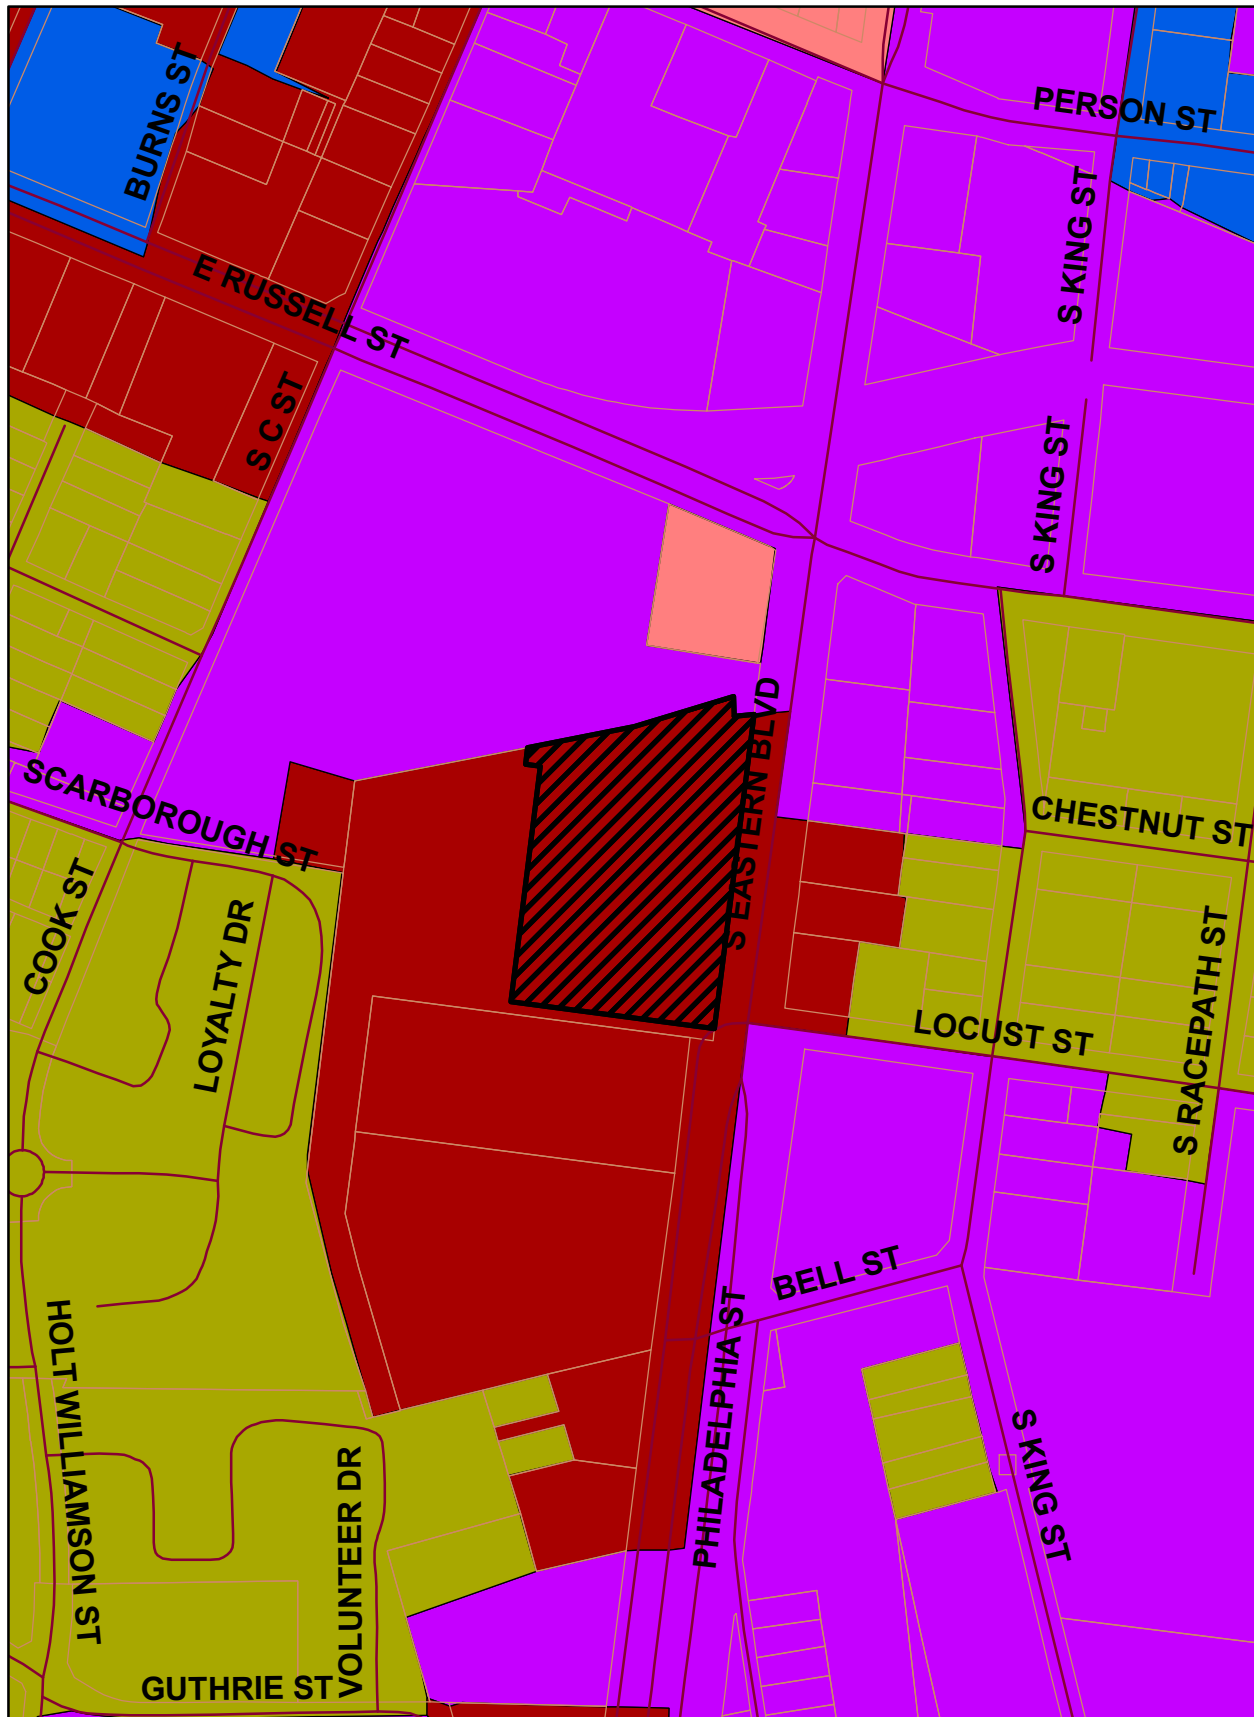 BURNS ST
PERSON ST
S KING ST
E RUSSELL ST
S C ST
S KING ST
S EASTERN BLVD
SCARBOROUGH ST
CHESTNUT ST
COOK ST
LOYALTY DR
S RACEPATH ST
LOCUST ST
BELL ST
PHILADELPHIA ST
HOLT WILLIAMSON ST
S KING ST
VOLUNTEER DR
GUTHRIE ST